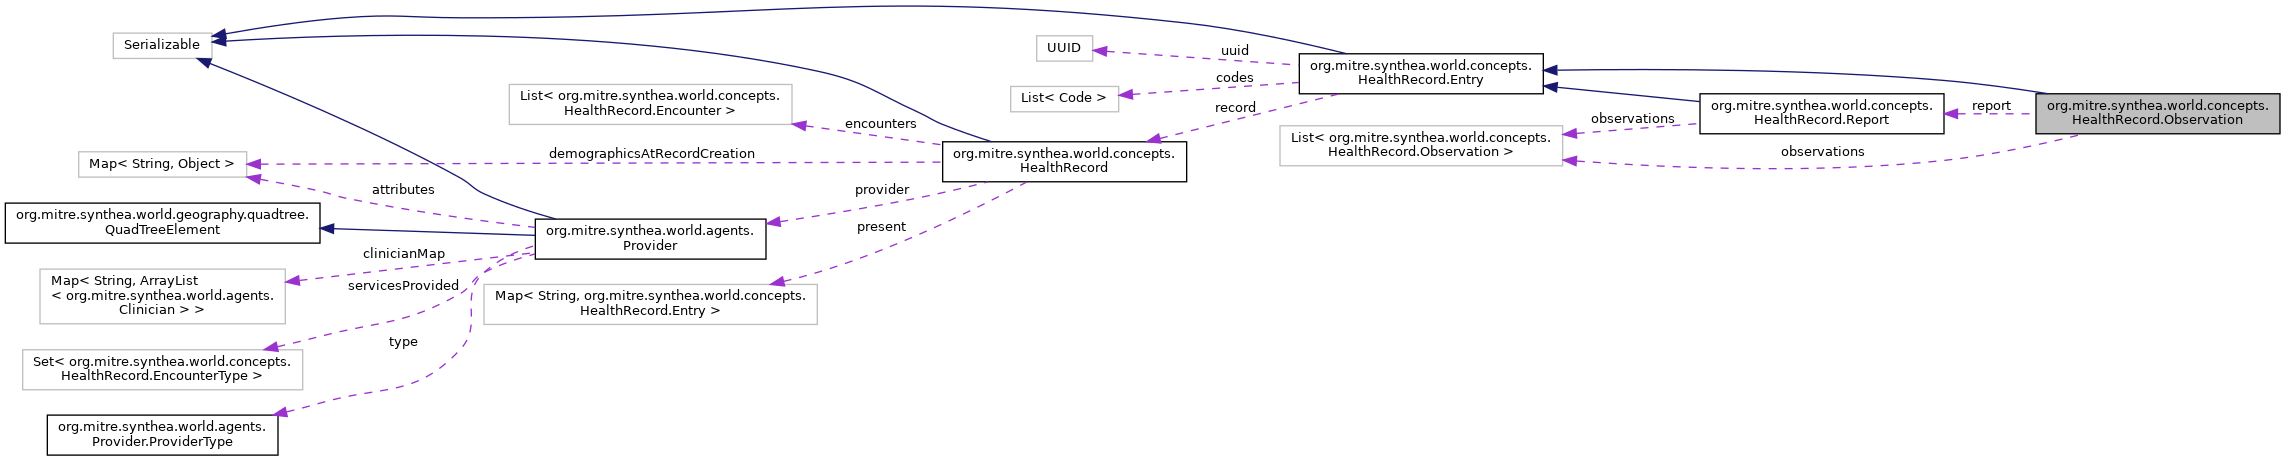 Serializable
UUID
uuid
org.mitre.synthea.world.concepts.
HealthRecord.Entry
codes
List< Code >
record
List< org.mitre.synthea.world.concepts.
HealthRecord.Encounter >
encounters
org.mitre.synthea.world.concepts.
HealthRecord.Report
report
org.mitre.synthea.world.concepts.
HealthRecord.Observation
observations
List< org.mitre.synthea.world.concepts.
HealthRecord.Observation >
observations
Map< String, Object >
demographicsAtRecordCreation
org.mitre.synthea.world.concepts.
HealthRecord
attributes
provider
org.mitre.synthea.world.geography.quadtree.
QuadTreeElement
org.mitre.synthea.world.agents.
Provider
present
clinicianMap
Map< String, ArrayList
< org.mitre.synthea.world.agents.
Clinician > >
servicesProvided
Map< String, org.mitre.synthea.world.concepts.
HealthRecord.Entry >
type
Set< org.mitre.synthea.world.concepts.
HealthRecord.EncounterType >
org.mitre.synthea.world.agents.
Provider.ProviderType